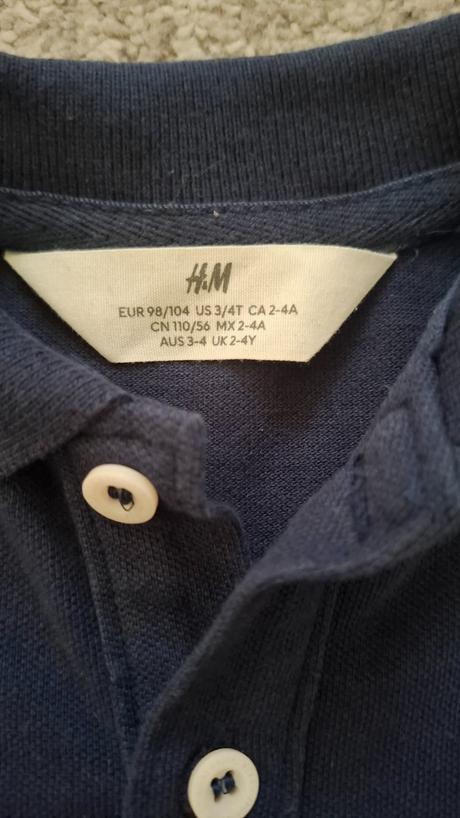 H&M
EUR 98/104 US 3/4T CA 2-4A
CN 110/56 MX 2-4A
AUS 3-4 UK 2-4Y